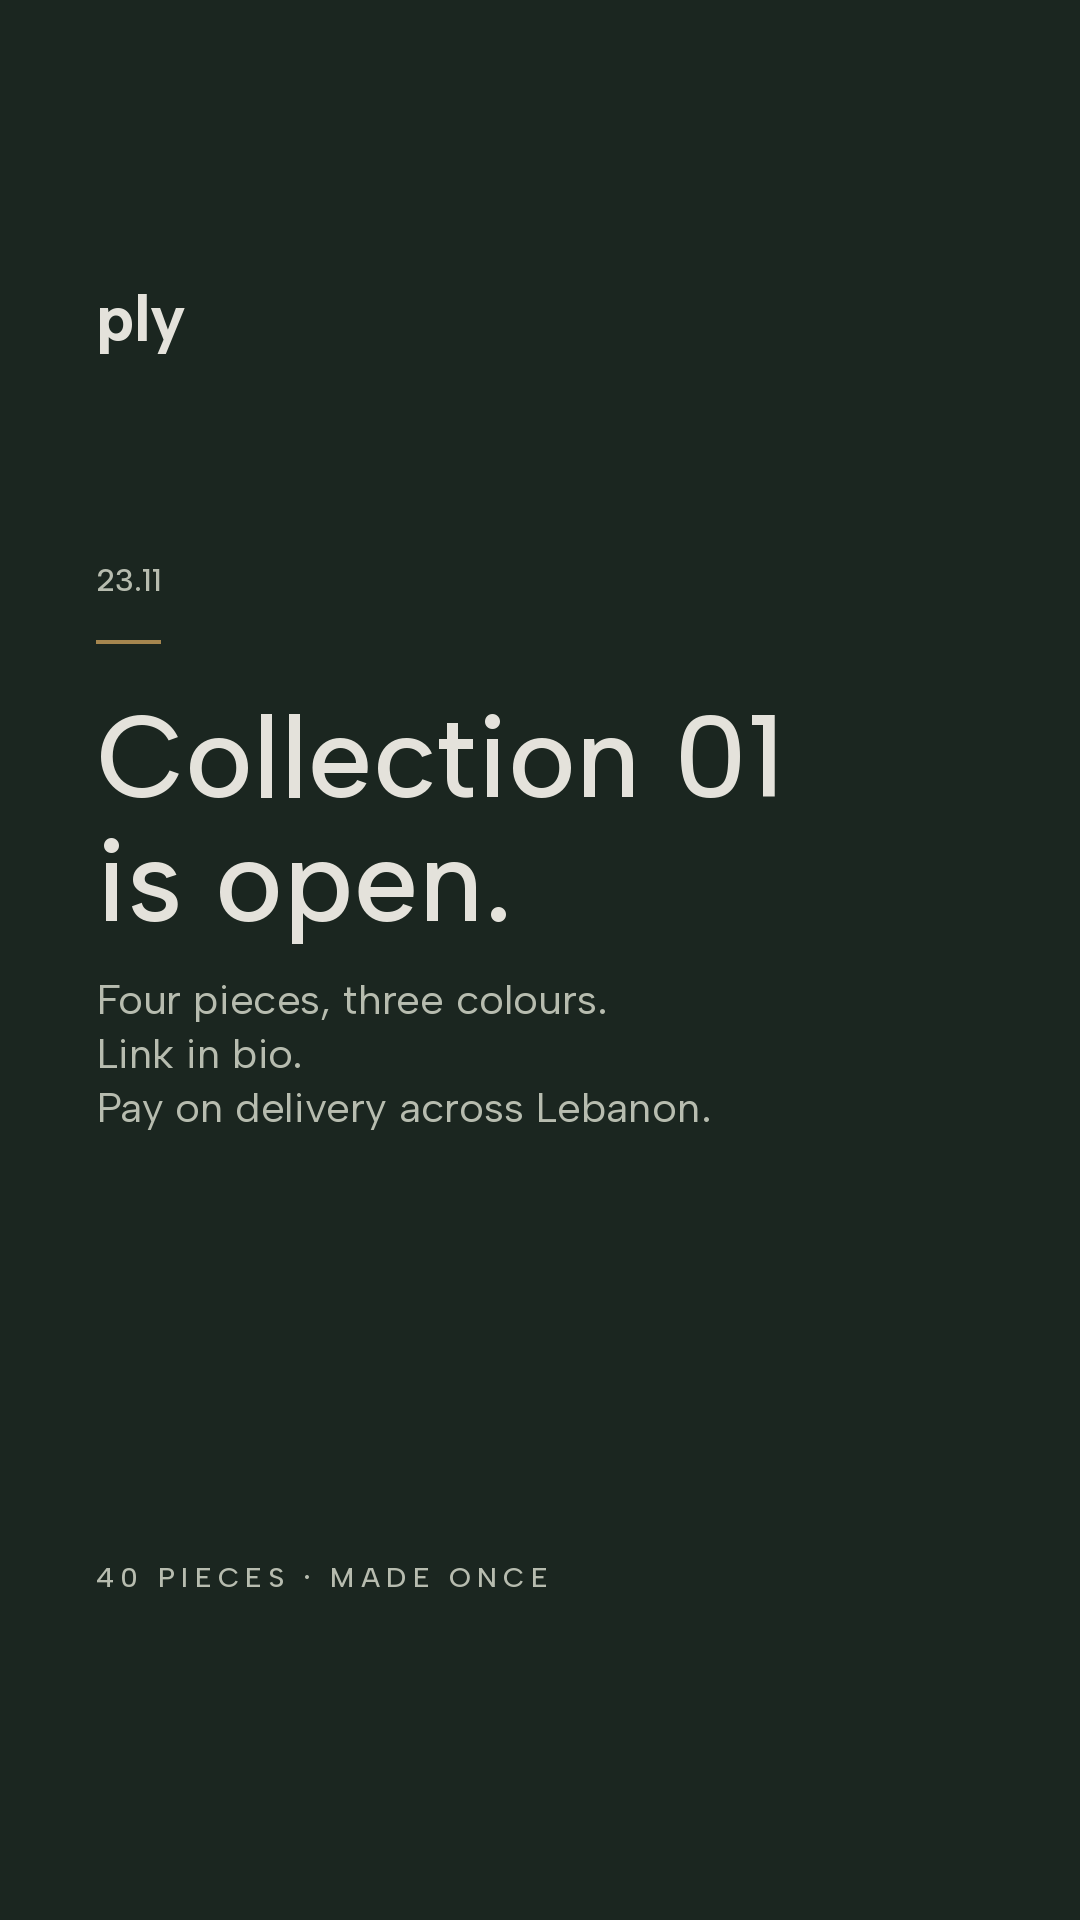 ply
23.11
Collection 01
is open.
Four pieces, three colours.
Link in bio.
Pay on delivery across Lebanon.
40 PIECES · MADE ONCE